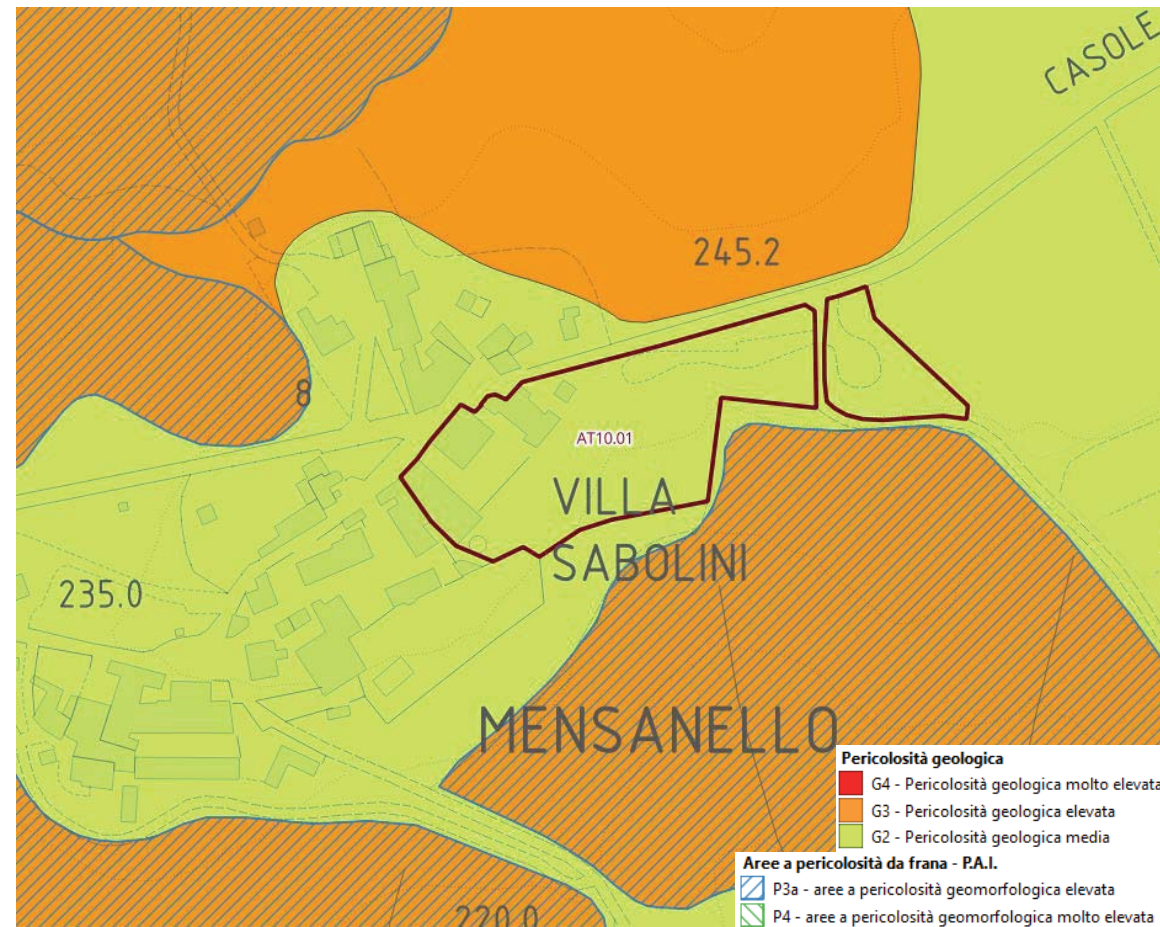 CASOLE
245.2
8
AT10.01
VILLA
SABOLINI
235.0
MENSANELLO
220.0
Pericolosità geologica
G4 - Pericolosità geologica molto elevata
G3 - Pericolosità geologica elevata
G2 - Pericolosità geologica media
Aree a pericolosità da frana - P.A.I.
P3a - aree a pericolosità geomorfologica elevata
P4 - aree a pericolosità geomorfologica molto elevata